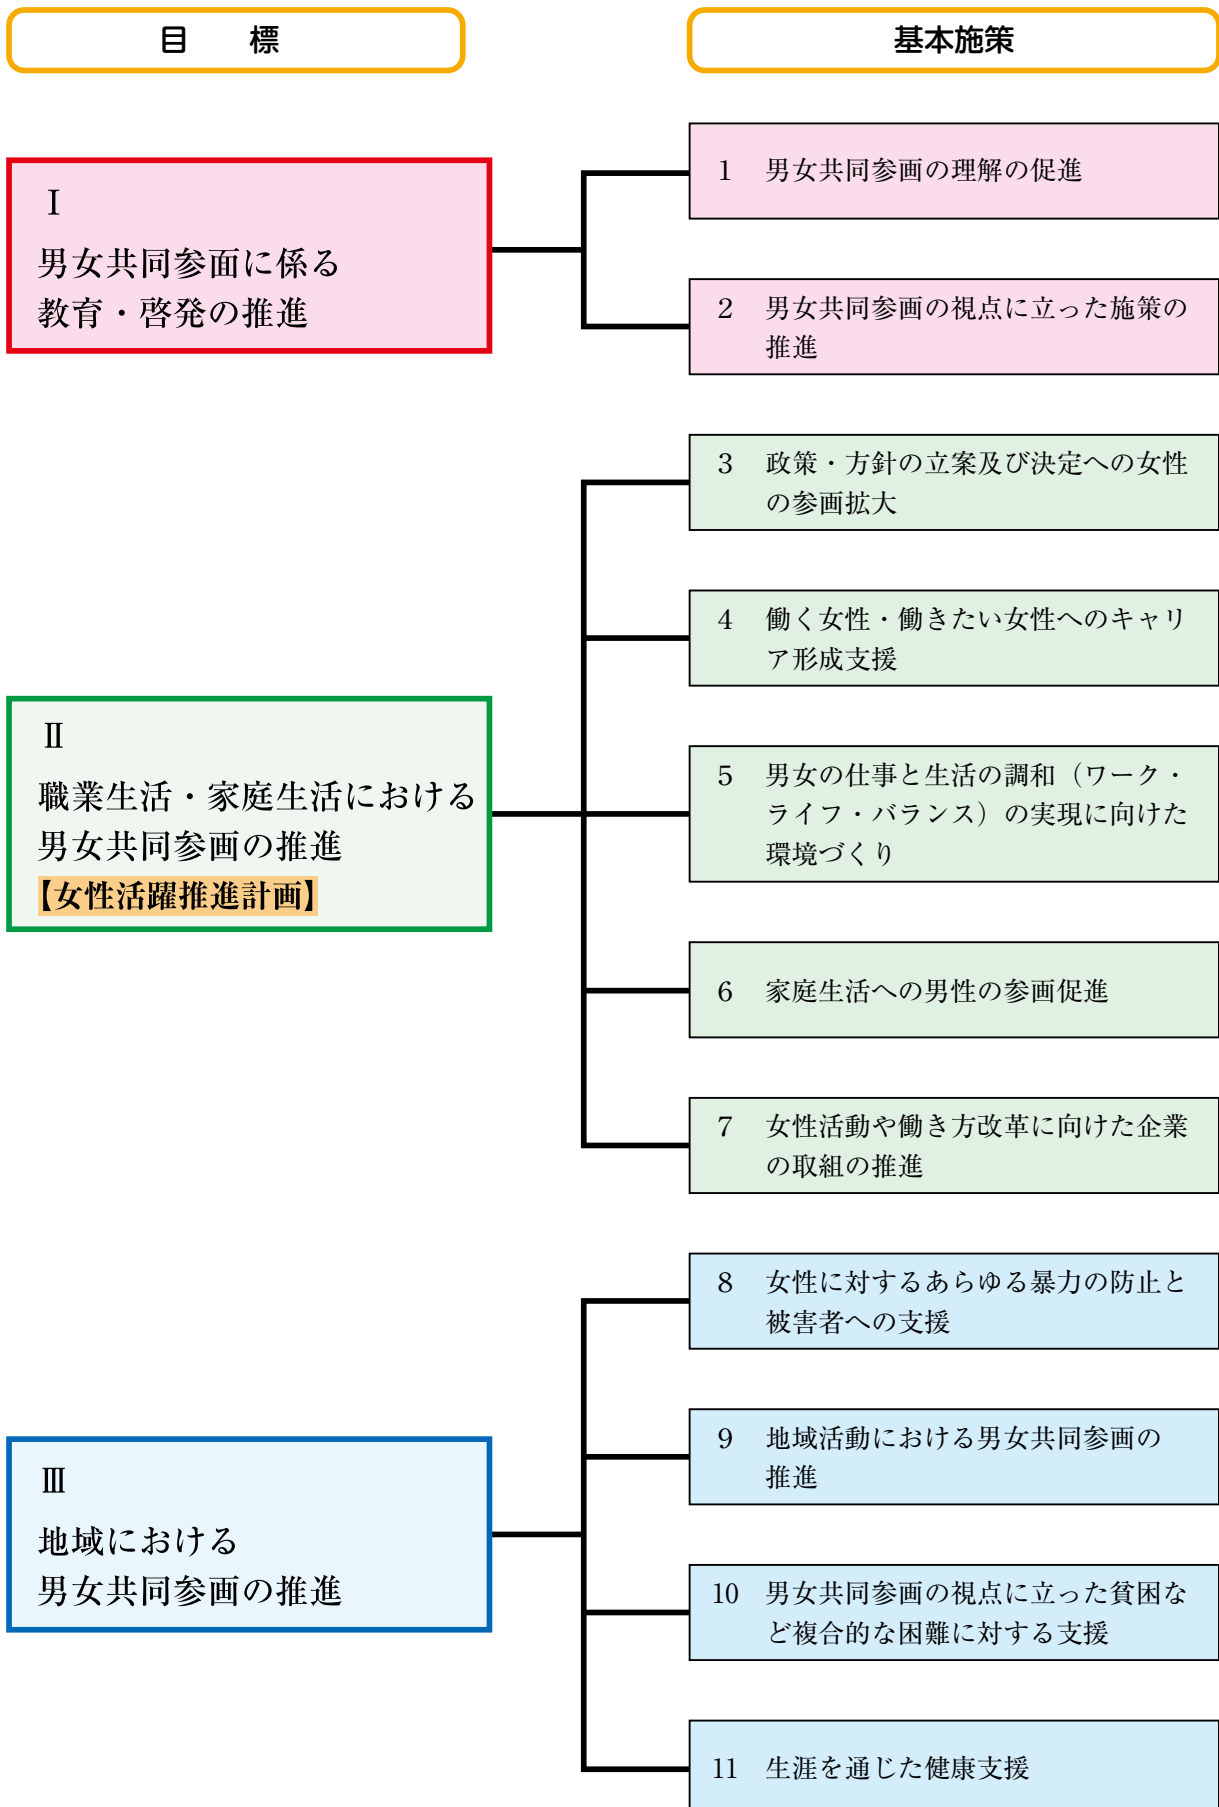 目　標
基本施策
Ⅰ
男女共同参面に係る
教育・啓発の推進
1　男女共同参画の理解の促進
2　男女共同参画の視点に立った施策の
推進
Ⅱ
職業生活・家庭生活における
男女共同参画の推進
【女性活躍推進計画】
3　政策・方針の立案及び決定への女性
の参画拡大
4　働く女性・働きたい女性へのキャリ
ア形成支援
5　男女の仕事と生活の調和（ワーク・
ライフ・バランス）の実現に向けた
環境づくり
6　家庭生活への男性の参画促進
7　女性活動や働き方改革に向けた企業
の取組の推進
Ⅲ
地域における
男女共同参画の推進
8　女性に対するあらゆる暴力の防止と
被害者への支援
9　地域活動における男女共同参画の
推進
10　男女共同参画の視点に立った貧困な
ど複合的な困難に対する支援
11　生涯を通じた健康支援